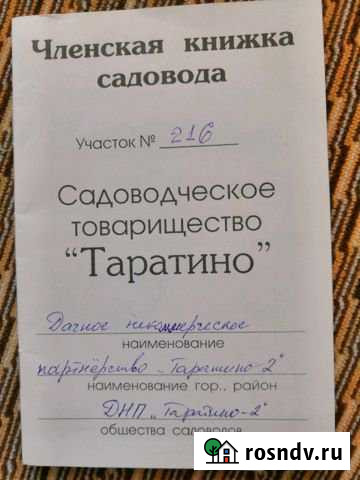 Членская книжка
садовода
Участок № 216
Садоводческое
товарищество
“Таратино”
Дачное некоммерческое
наименование
партнёрство „Таратино-2"
наименование гор., район
ДНП „Таратино-2"
общества садоводов
rosndv.ru